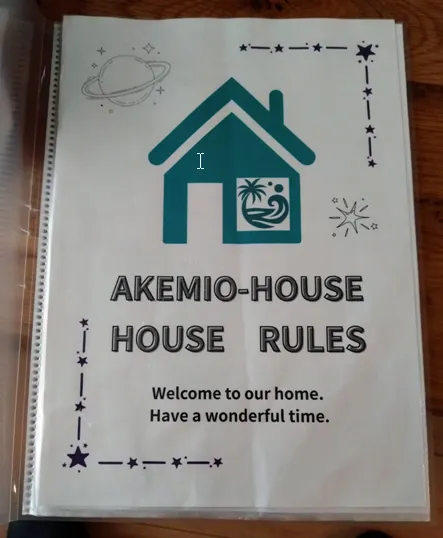 AKEMIO-HOUSE
HOUSE RULES
Welcome to our home.
Have a wonderful time.